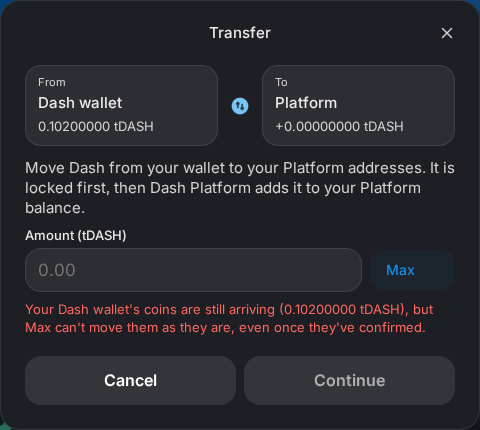 Transfer
From
Dash wallet
0.10200000 tDASH
To
Platform
+0.00000000 tDASH
Move Dash from your wallet to your Platform addresses. It is
locked first, then Dash Platform adds it to your Platform
balance.
Amount (tDASH)
0.00
Max
Your Dash wallet's coins are still arriving (0.10200000 tDASH), but
Max can't move them as they are, even once they've confirmed.
Cancel
Continue